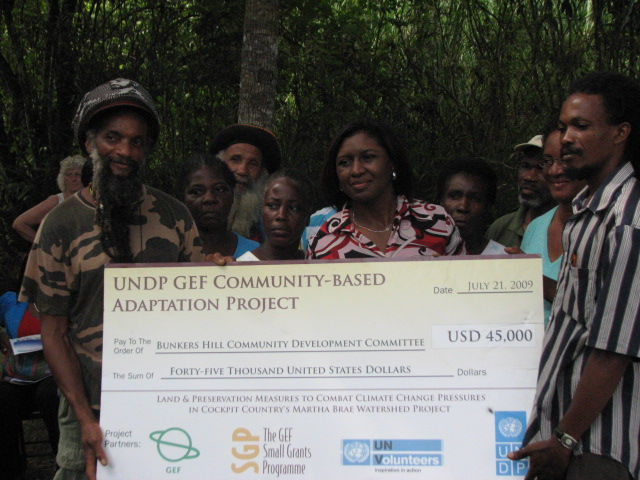 UNDP GEF COMMUNITY-BASED
ADAPTATION PROJECT
Date JULY 21, 2009
Pay To The
Order Of BUNKERS HILL COMMUNITY DEVELOPMENT COMMITTEE USD 45,000
The Sum Of FORTY-FIVE THOUSAND UNITED STATES DOLLARS Dollars
LAND & PRESERVATION MEASURES TO COMBAT CLIMATE CHANGE PRESSURES
IN COCKPIT COUNTRY'S MARTHA BRAE WATERSHED PROJECT
Project
Partners:
GEF
SGP
The GEF
Small Grants
Programme
UN
Volunteers
inspiration in action
UN
DP